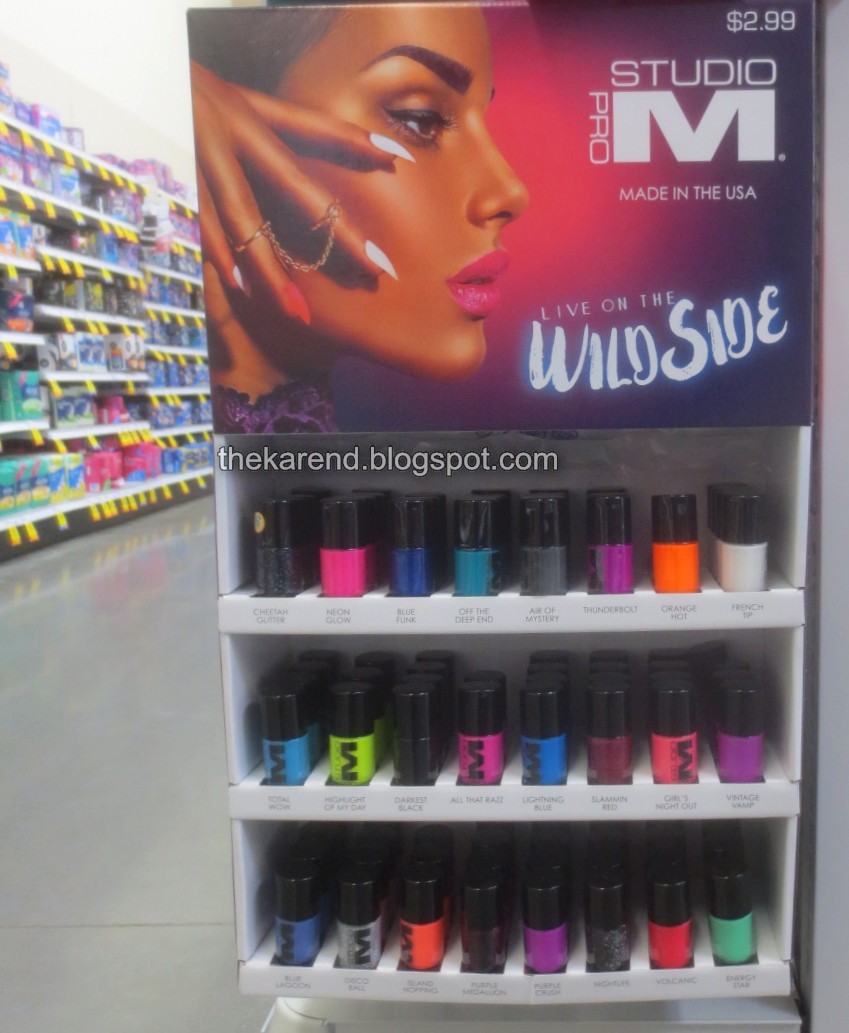 $2.99
STUDIO
PRO
M
MADE IN THE USA
LIVE ON THE
WILD SIDE
thekarend.blogspot.com
CHEETAH
GLITTER
NEON
GLOW
BLUE
FUNK
OFF THE
DEEP END
AIR OF
MYSTERY
THUNDERBOLT
ORANGE
HOT
FRENCH
TIP
TOTAL
WOW
HIGHLIGHT
OF MY DAY
DARKEST
BLACK
ALL THAT RAZZ
LIGHTNING
BLUE
SLAMMIN
RED
GIRL'S
NIGHT OUT
VINTAGE
VAMP
BLUE
LAGOON
DISCO
BALL
ISLAND
HOPPING
PURPLE
MEDALLION
PURPLE
CRUSH
NIGHTLIFE
VOLCANIC
ENERGY
STAR